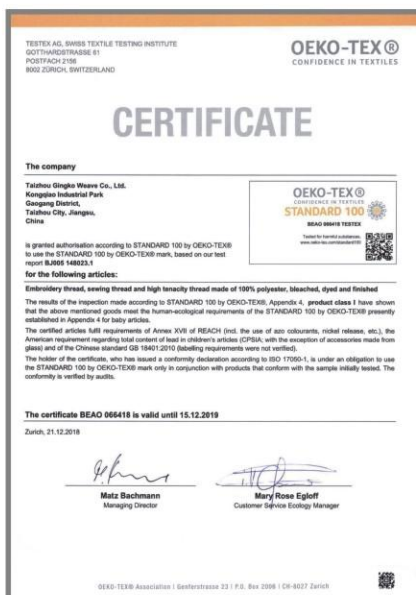 TESTEX AG, SWISS TEXTILE TESTING INSTITUTE
GOTTHARDSTRASSE 61
POSTFACH 2156
8002 ZÜRICH, SWITZERLAND
OEKO-TEX®
CONFIDENCE IN TEXTILES
CERTIFICATE
The company
Taizhou Gingko Weave Co., Ltd.
Kongqiao Industrial Park
Gaogang District,
Taizhou City, Jiangsu,
China
OEKO-TEX®
CONFIDENCE IN TEXTILES
STANDARD 100
BEAO 066418 TESTEX
Tested for harmful substances.
www.oeko-tex.com/standard100
is granted authorisation according to STANDARD 100 by OEKO-TEX®
to use the STANDARD 100 by OEKO-TEX® mark, based on our test
report BJ005 148023.1
for the following articles:
Embroidery thread, sewing thread and high tenacity thread made of 100% polyester, bleached, dyed and finished
The results of the inspection made according to STANDARD 100 by OEKO-TEX®, Appendix 4, product class I have shown
that the above mentioned goods meet the human-ecological requirements of the STANDARD 100 by OEKO-TEX® presently
established in Appendix 4 for baby articles.
The certified articles fulfil requirements of Annex XVII of REACH (incl. the use of azo colourants, nickel release, etc.), the
American requirement regarding total content of lead in children's articles (CPSIA; with the exception of accessories made from
glass) and of the Chinese standard GB 18401:2010 (labelling requirements were not verified).
The holder of the certificate, who has issued a conformity declaration according to ISO 17050-1, is under an obligation to use
the STANDARD 100 by OEKO-TEX® mark only in conjunction with products that conform with the sample initially tested. The
conformity is verified by audits.
The certificate BEAO 066418 is valid until 15.12.2019
Zurich, 21.12.2018
Matz Bachmann
Managing Director
Mary Rose Egloff
Customer Service Ecology Manager
OEKO-TEX® Association | Genferstrasse 23 | P.O. Box 2006 | CH-8027 Zurich